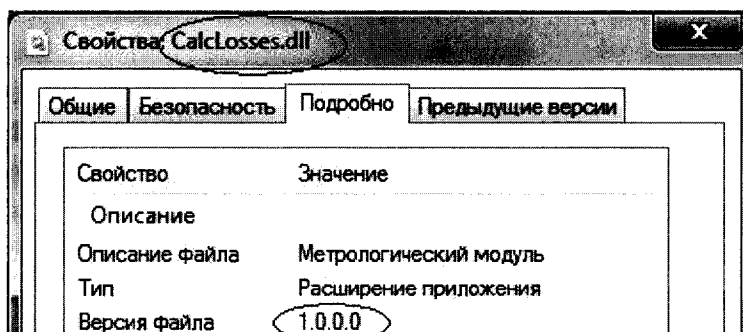 Свойства: CalcLosses.dll
Общие Безопасность Подробно Предыдущие версии
Свойство Значение
Описание
Описание файла Метрологический модуль
Тип Расширение приложения
Версия файла 1.0.0.0